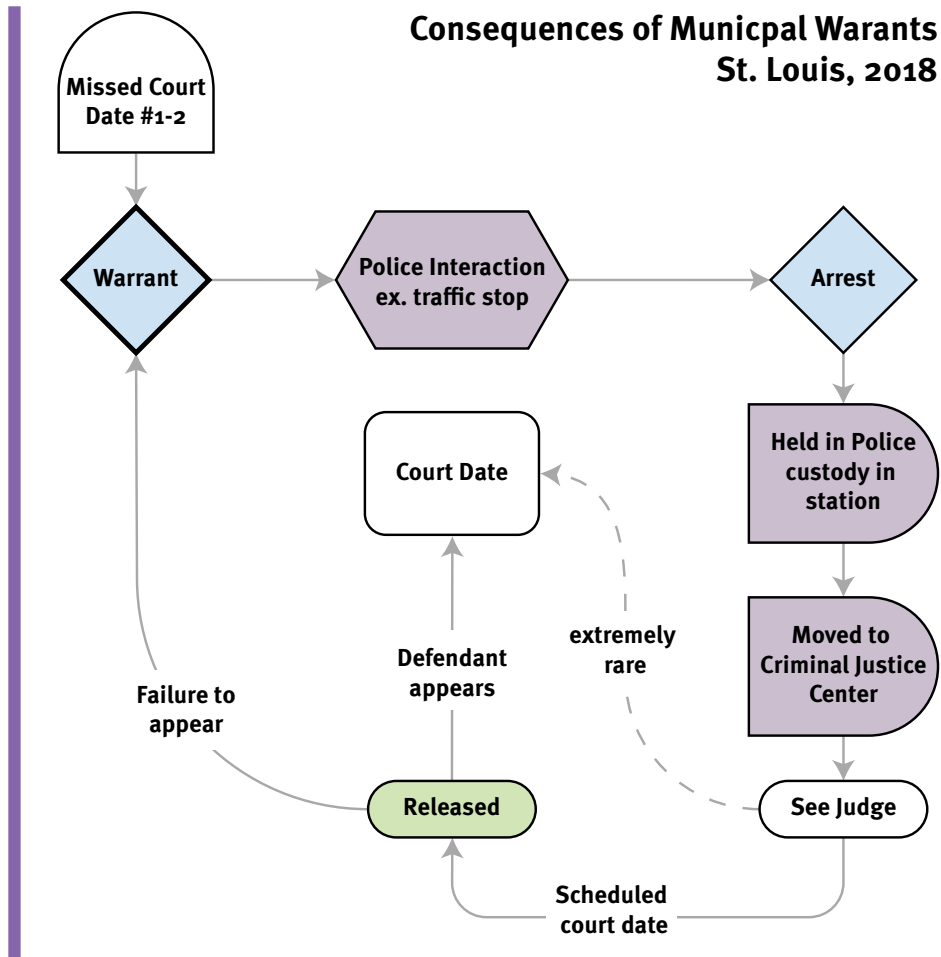 Consequences of Municpal Warants
St. Louis, 2018
Missed Court
Date #1-2
Warrant
Police Interaction
ex. traffic stop
Arrest
Held in Police
custody in
station
Court Date
Moved to
Criminal Justice
Center
extremely
rare
Defendant
appears
Failure to
appear
Released
See Judge
Scheduled
court date